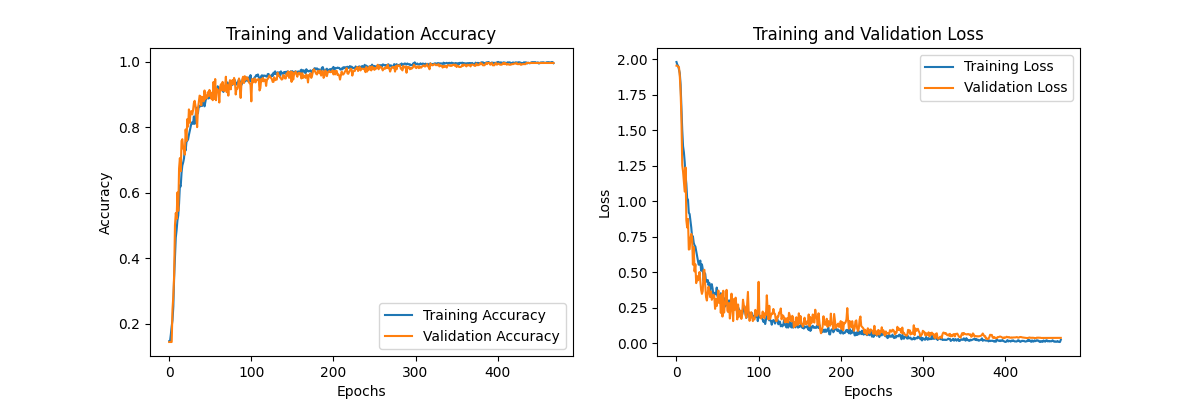 Training and Validation Accuracy
Accuracy
1.0
0.8
0.6
0.4
0.2
0
100
200
300
400
Epochs
Training Accuracy
Validation Accuracy
Training and Validation Loss
Loss
2.00
1.75
1.50
1.25
1.00
0.75
0.50
0.25
0.00
0
100
200
300
400
Epochs
Training Loss
Validation Loss